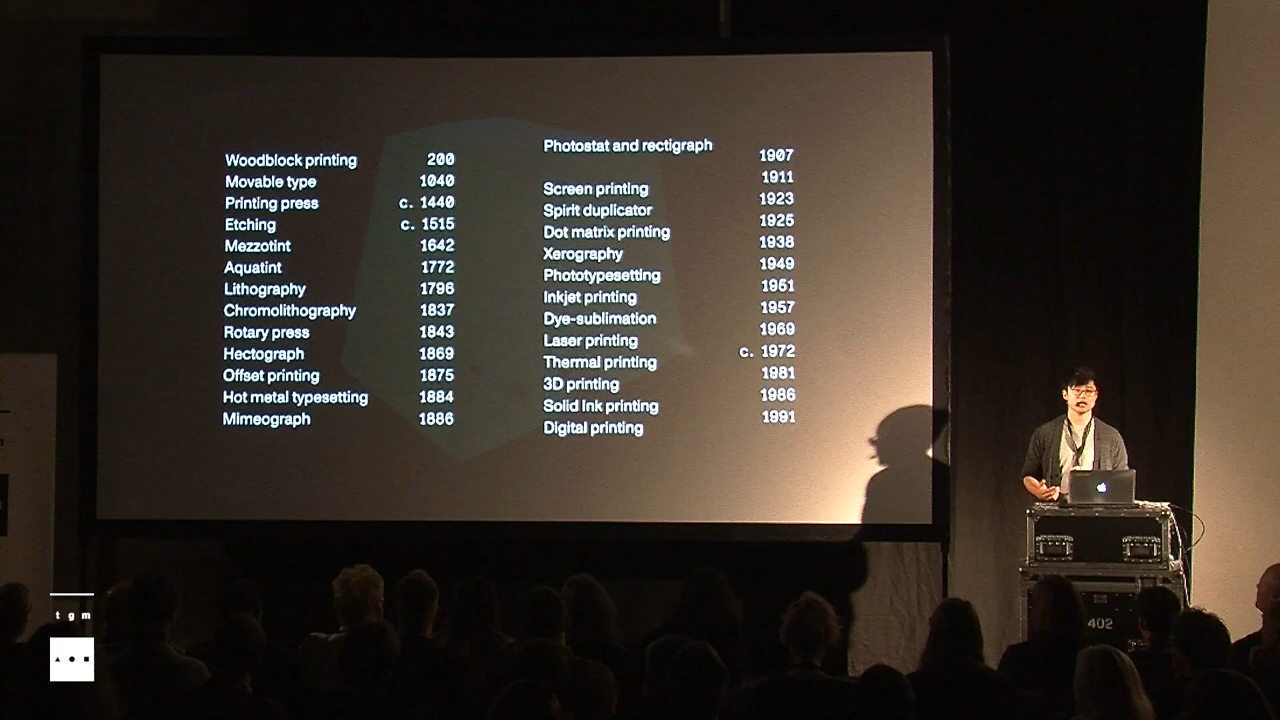 Woodblock printing 200
Movable type 1040
Printing press c. 1440
Etching c. 1515
Mezzotint 1642
Aquatint 1772
Lithography 1796
Chromolithography 1837
Rotary press 1843
Hectograph 1869
Offset printing 1875
Hot metal typesetting 1884
Mimeograph 1886
Photostat and rectigraph
1907
1911
Screen printing
1923
Spirit duplicator
1925
Dot matrix printing
1938
Xerography
1949
Phototypesetting
1951
Inkjet printing
1957
Dye-sublimation
1969
Laser printing
c. 1972
Thermal printing
1981
3D printing
1986
Solid Ink printing
1991
Digital printing
402
tgm